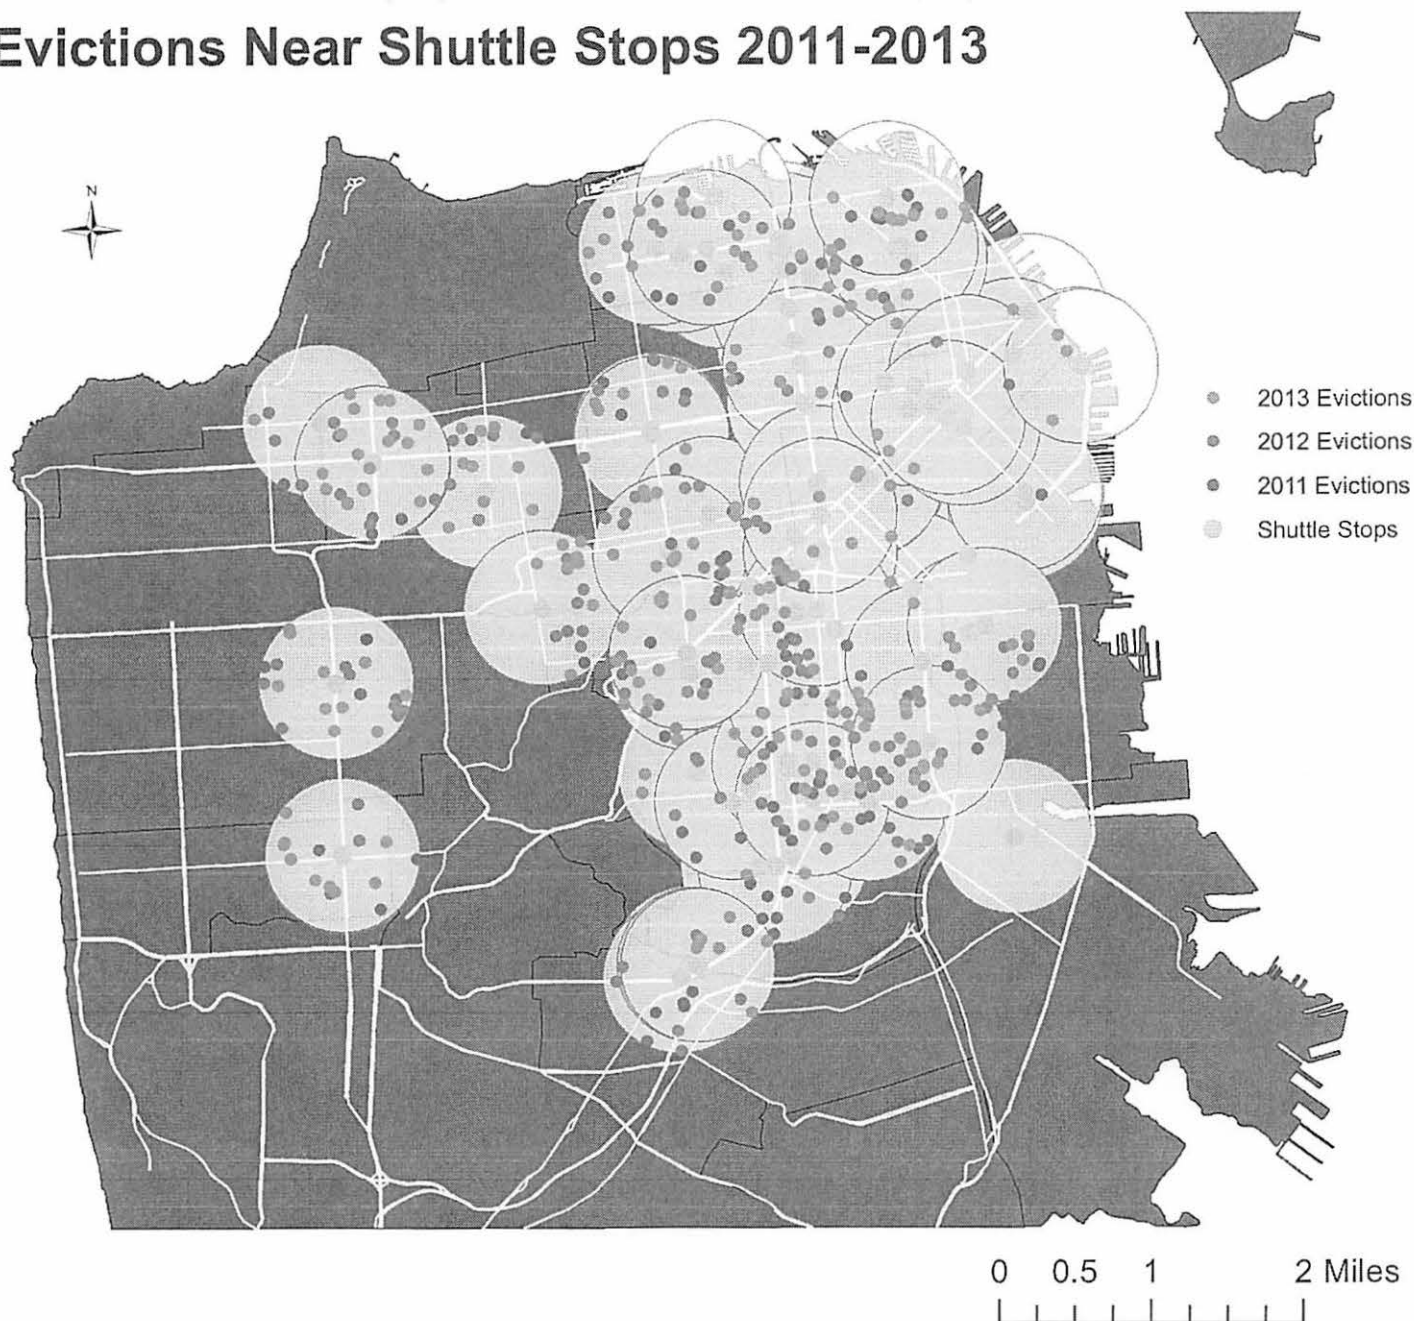 Evictions Near Shuttle Stops 2011-2013
N
2013 Evictions
2012 Evictions
2011 Evictions
Shuttle Stops
0 0.5 1 2 Miles